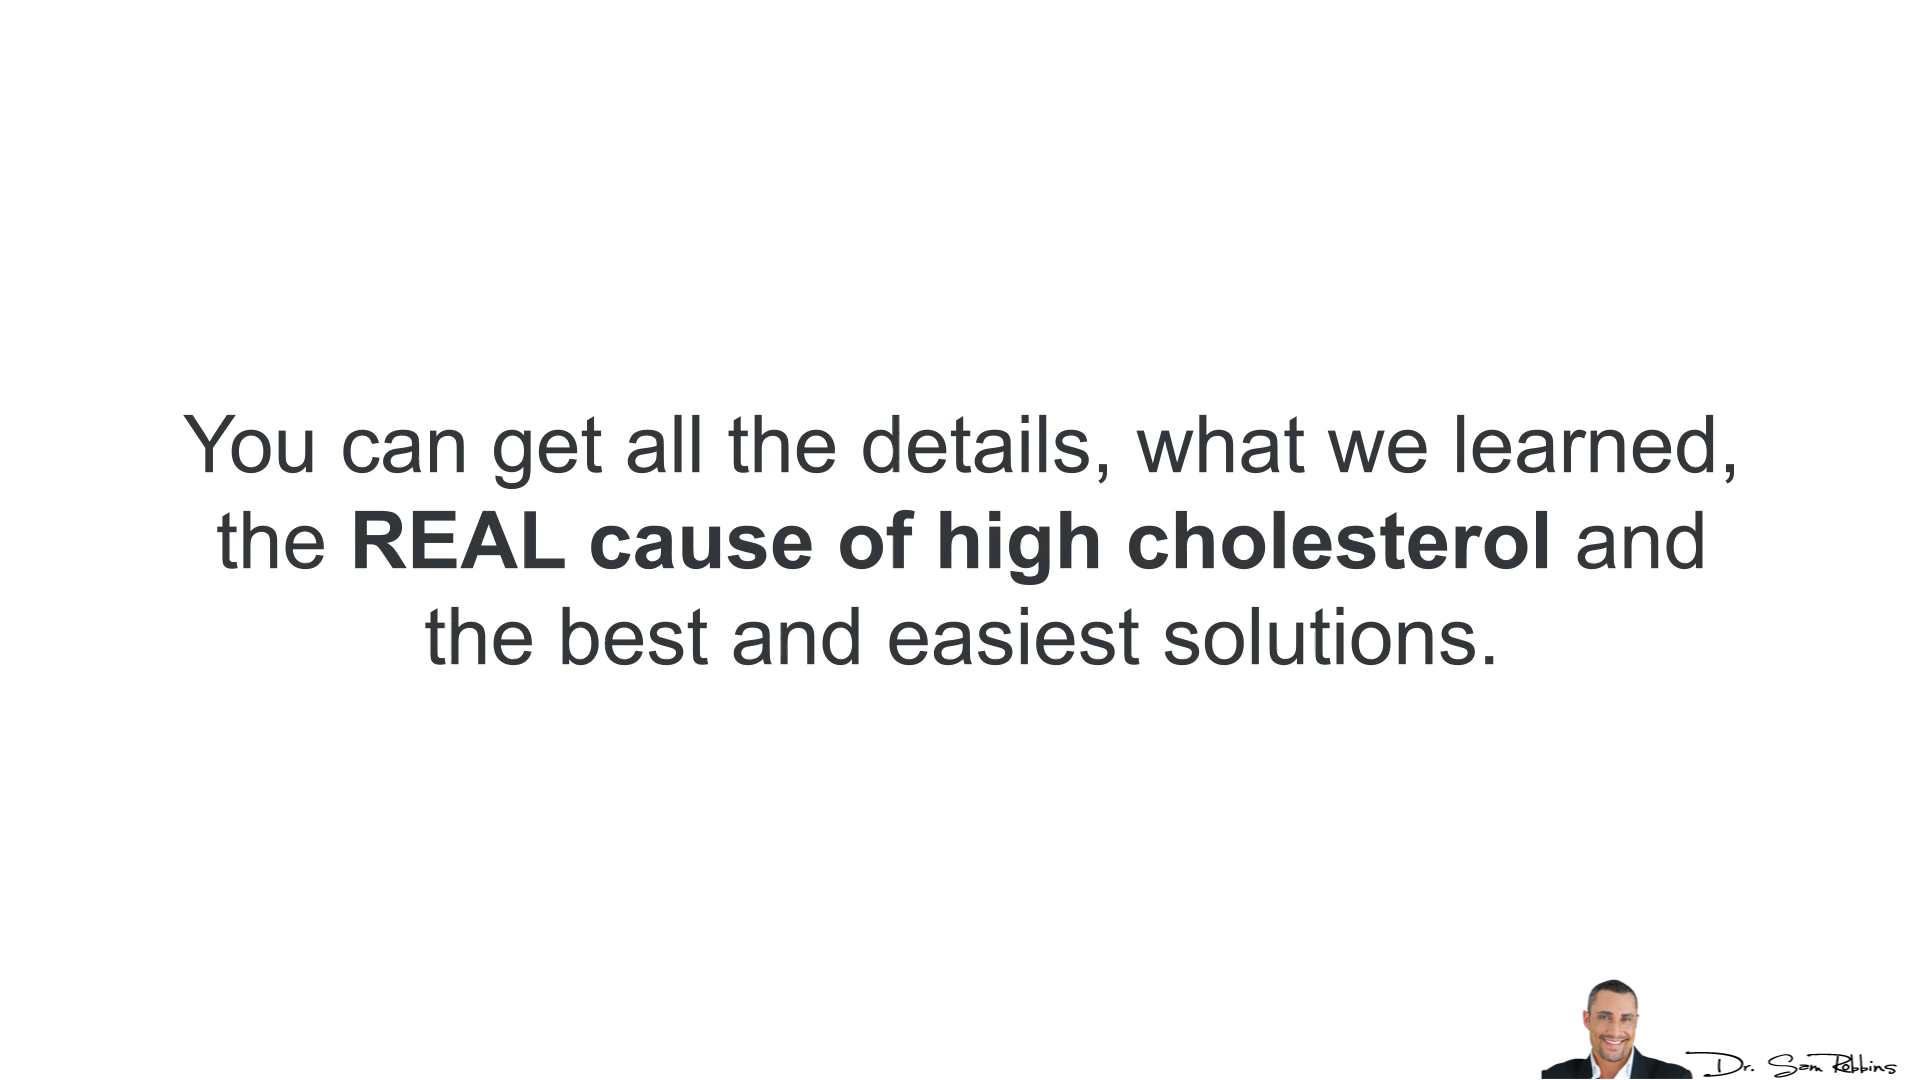 You can get all the details, what we learned,
the REAL cause of high cholesterol and
the best and easiest solutions.
Dr. Sam Robbins